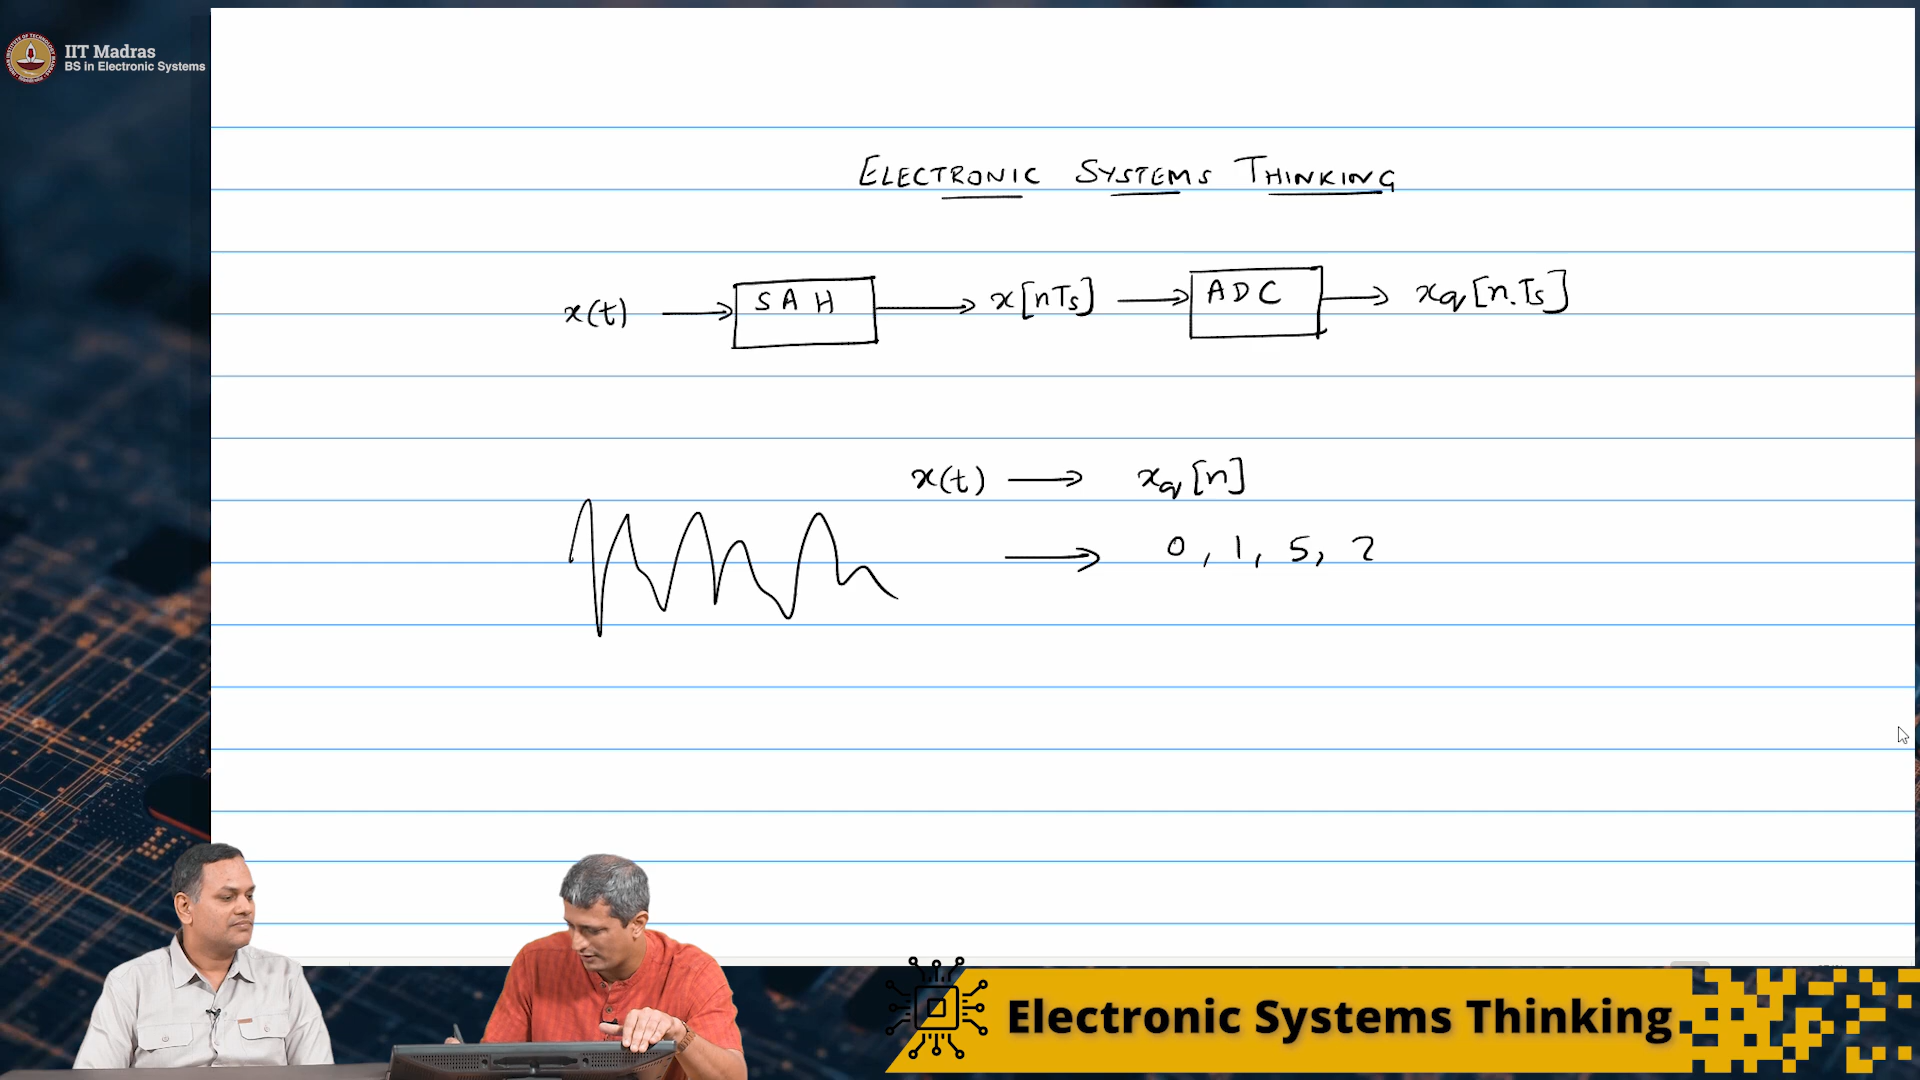 IIT Madras
BS in Electronic Systems
ELECTRONIC SYSTEMS THINKING
x(t) → SAH → x[nTs] → ADC → xq[n.Ts]
x(t) → xq[n]
→ 0, 1, 5, 2
Electronic Systems Thinking